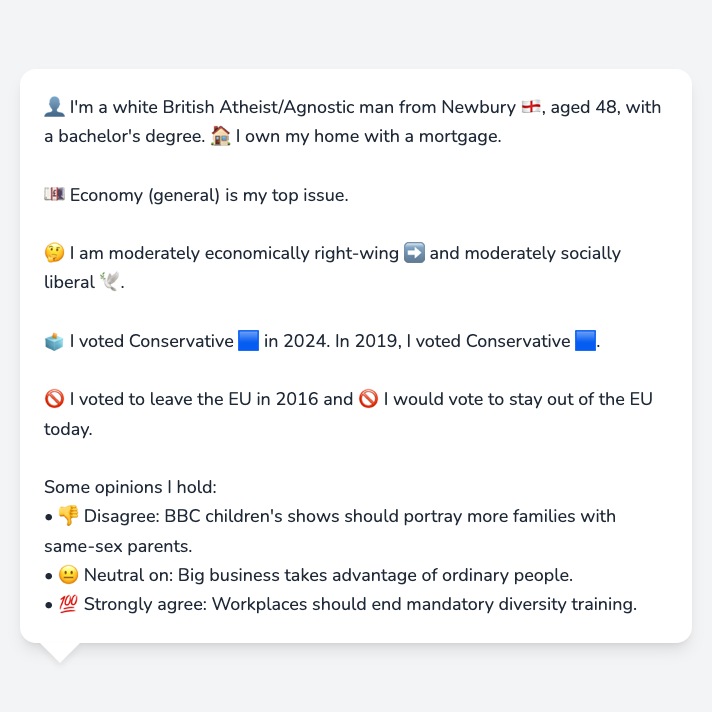 👤 I'm a white British Atheist/Agnostic man from Newbury 🏴󠁧󠁢󠁥󠁮󠁧󠁿, aged 48, with
a bachelor's degree. 🏠 I own my home with a mortgage.
💷 Economy (general) is my top issue.
🤔 I am moderately economically right-wing ➡️ and moderately socially
liberal 🕊️.
🗳️ I voted Conservative 🟦 in 2024. In 2019, I voted Conservative 🟦.
🚫 I voted to leave the EU in 2016 and 🚫 I would vote to stay out of the EU
today.
Some opinions I hold:
• 👎 Disagree: BBC children's shows should portray more families with
same-sex parents.
• 😐 Neutral on: Big business takes advantage of ordinary people.
• 💯 Strongly agree: Workplaces should end mandatory diversity training.